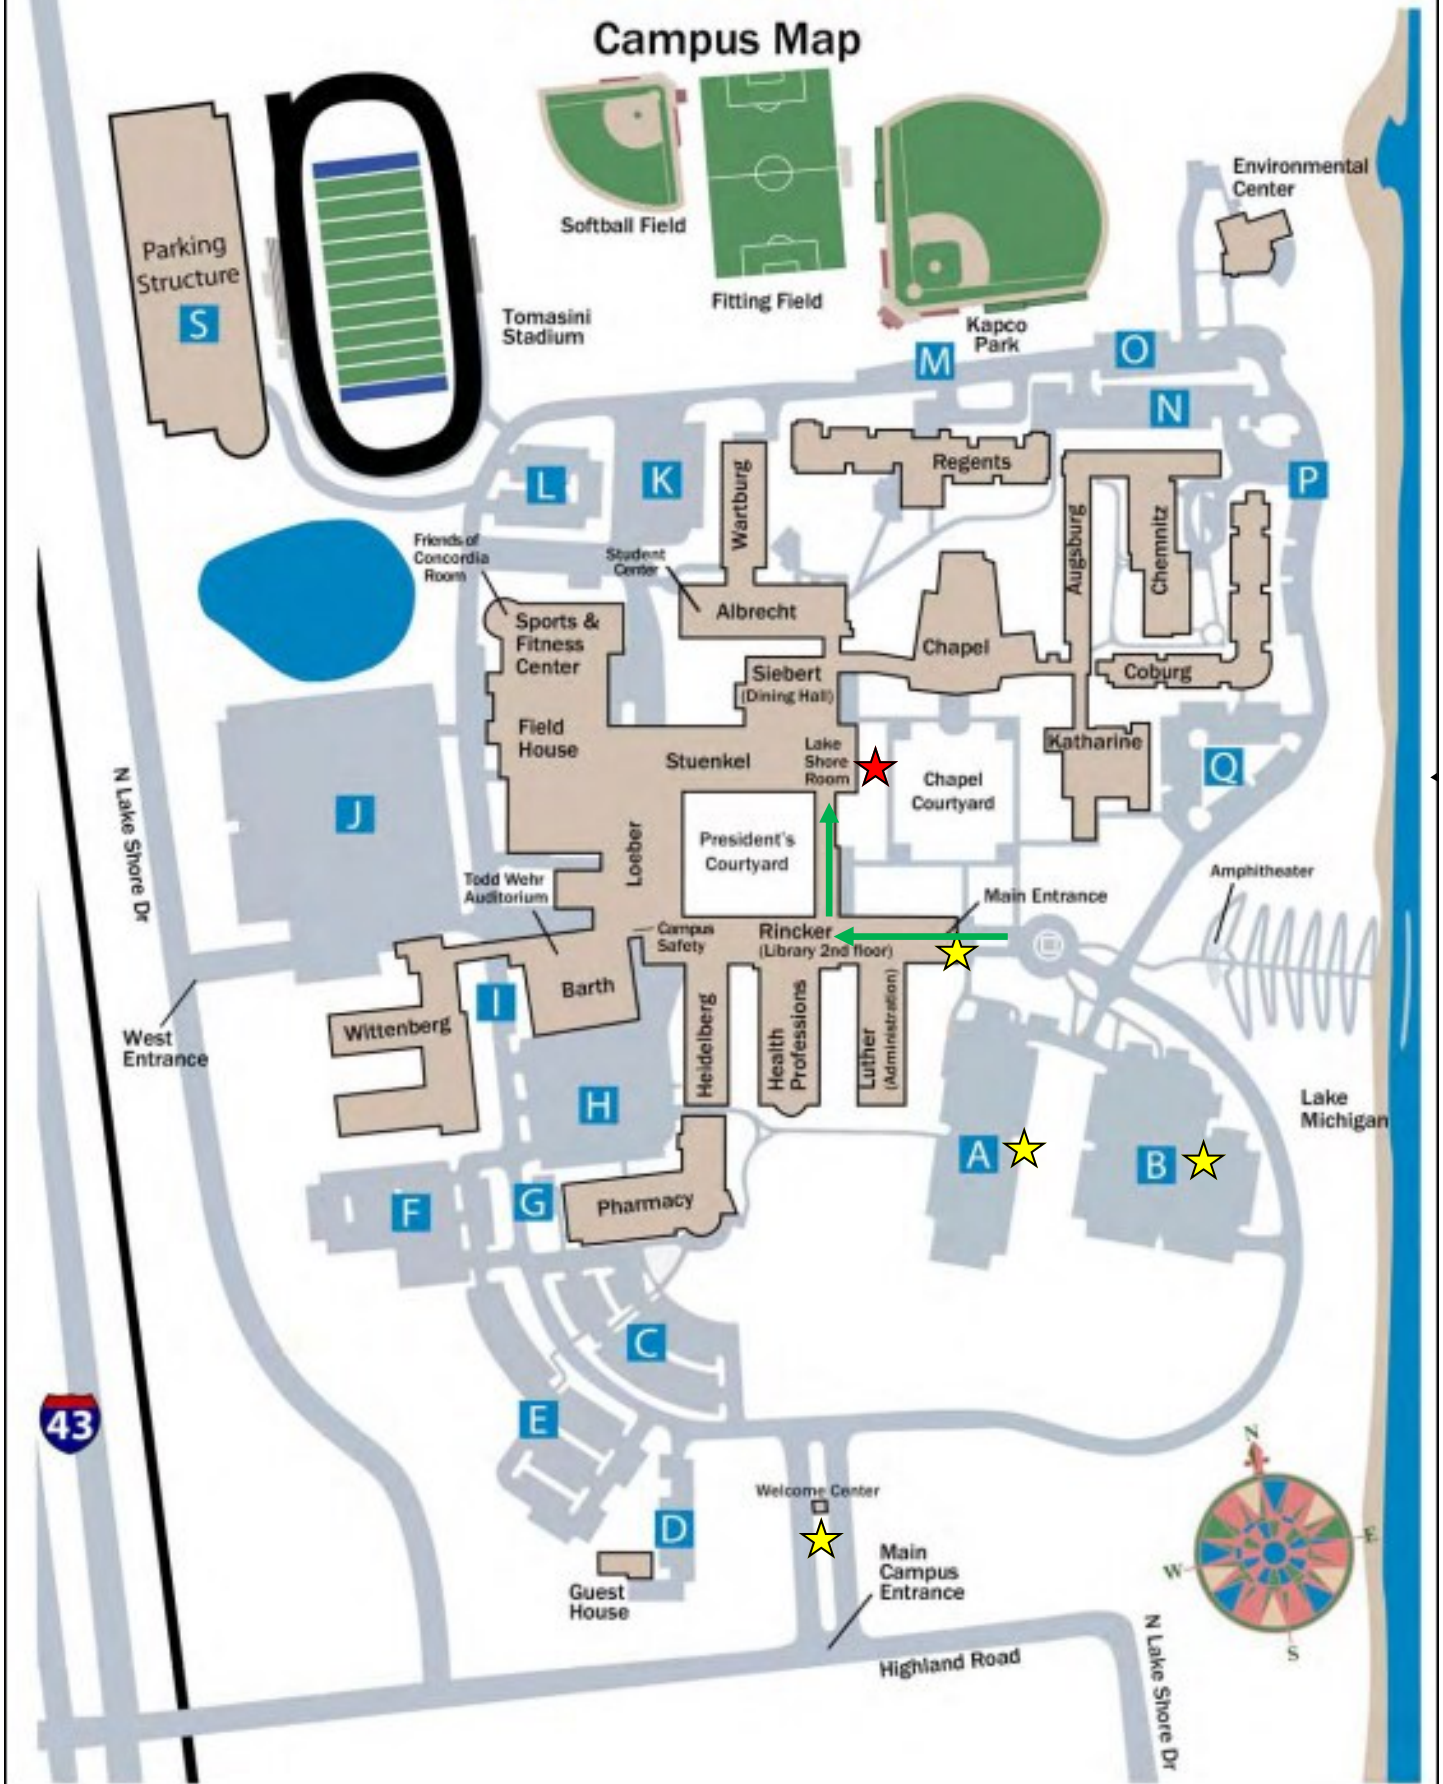 Campus Map
Environmental
Center
Parking
Structure
S
Softball Field
Fitting Field
Tomasini
Stadium
Kapco
Park
M
O
N
L
K
P
Wartburg
Regents
Augsburg
Chemnitz
Friends of
Concordia
Room
Student
Center
Albrecht
Sports &
Fitness
Center
Chapel
Coburg
Siebert
(Dining Hall)
Field
House
Stuenkel
Lake
Shore
Room
Katharine
Chapel
Courtyard
Q
J
N Lake Shore Dr
President's
Courtyard
Loeber
Todd Wehr
Auditorium
Amphitheater
Main Entrance
Campus
Safety
Rincker
(Library 2nd floor)
Barth
I
Wittenberg
West
Entrance
Heidelberg
Health
Professions
Luther
(Administration)
H
Lake
Michigan
A
B
F
G
Pharmacy
C
E
43
D
Welcome Center
Guest
House
Main
Campus
Entrance
Highland Road
N Lake Shore Dr
N
E
W
S